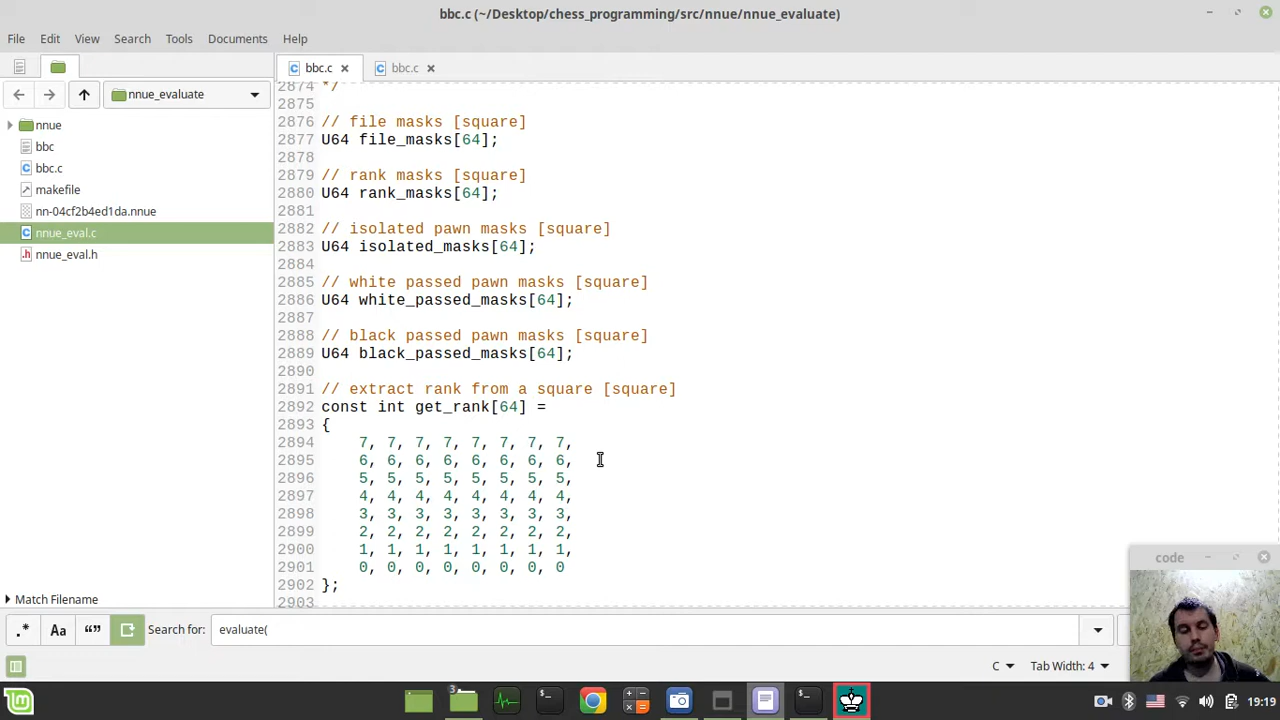 bbc.c (~/Desktop/chess_programming/src/nnue/nnue_evaluate)
File Edit View Search Tools Documents Help
bbc.c bbc.c
nnue_evaluate
nnue
bbc
bbc.c
makefile
nn-04cf2b4ed1da.nnue
nnue_eval.c
nnue_eval.h
Match Filename
2874 */
2875
2876 // file masks [square]
2877 U64 file_masks[64];
2878
2879 // rank masks [square]
2880 U64 rank_masks[64];
2881
2882 // isolated pawn masks [square]
2883 U64 isolated_masks[64];
2884
2885 // white passed pawn masks [square]
2886 U64 white_passed_masks[64];
2887
2888 // black passed pawn masks [square]
2889 U64 black_passed_masks[64];
2890
2891 // extract rank from a square [square]
2892 const int get_rank[64] =
2893 {
2894 7, 7, 7, 7, 7, 7, 7, 7,
2895 6, 6, 6, 6, 6, 6, 6, 6,
2896 5, 5, 5, 5, 5, 5, 5, 5,
2897 4, 4, 4, 4, 4, 4, 4, 4,
2898 3, 3, 3, 3, 3, 3, 3, 3,
2899 2, 2, 2, 2, 2, 2, 2, 2,
2900 1, 1, 1, 1, 1, 1, 1, 1,
2901 0, 0, 0, 0, 0, 0, 0, 0
2902 };
2903
code
.* Aa “” Search for: evaluate(
C Tab Width: 4
3 19:19